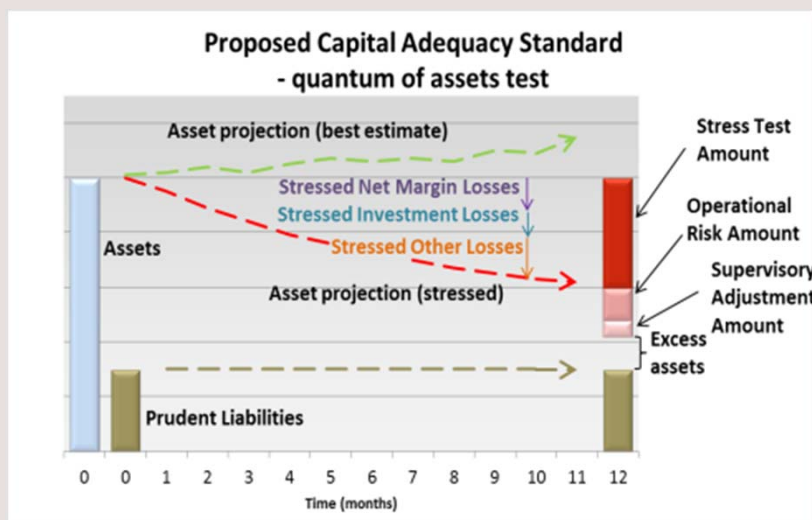 Proposed Capital Adequacy Standard
- quantum of assets test
Asset projection (best estimate)
Stressed Net Margin Losses
Stressed Investment Losses
Stressed Other Losses
Assets
Asset projection (stressed)
Prudent Liabilities
Stress Test
Amount
Operational
Risk Amount
Supervisory
Adjustment
Amount
Excess
assets
0 0 1 2 3 4 5 6 7 8 9 10 11 12
Time (months)